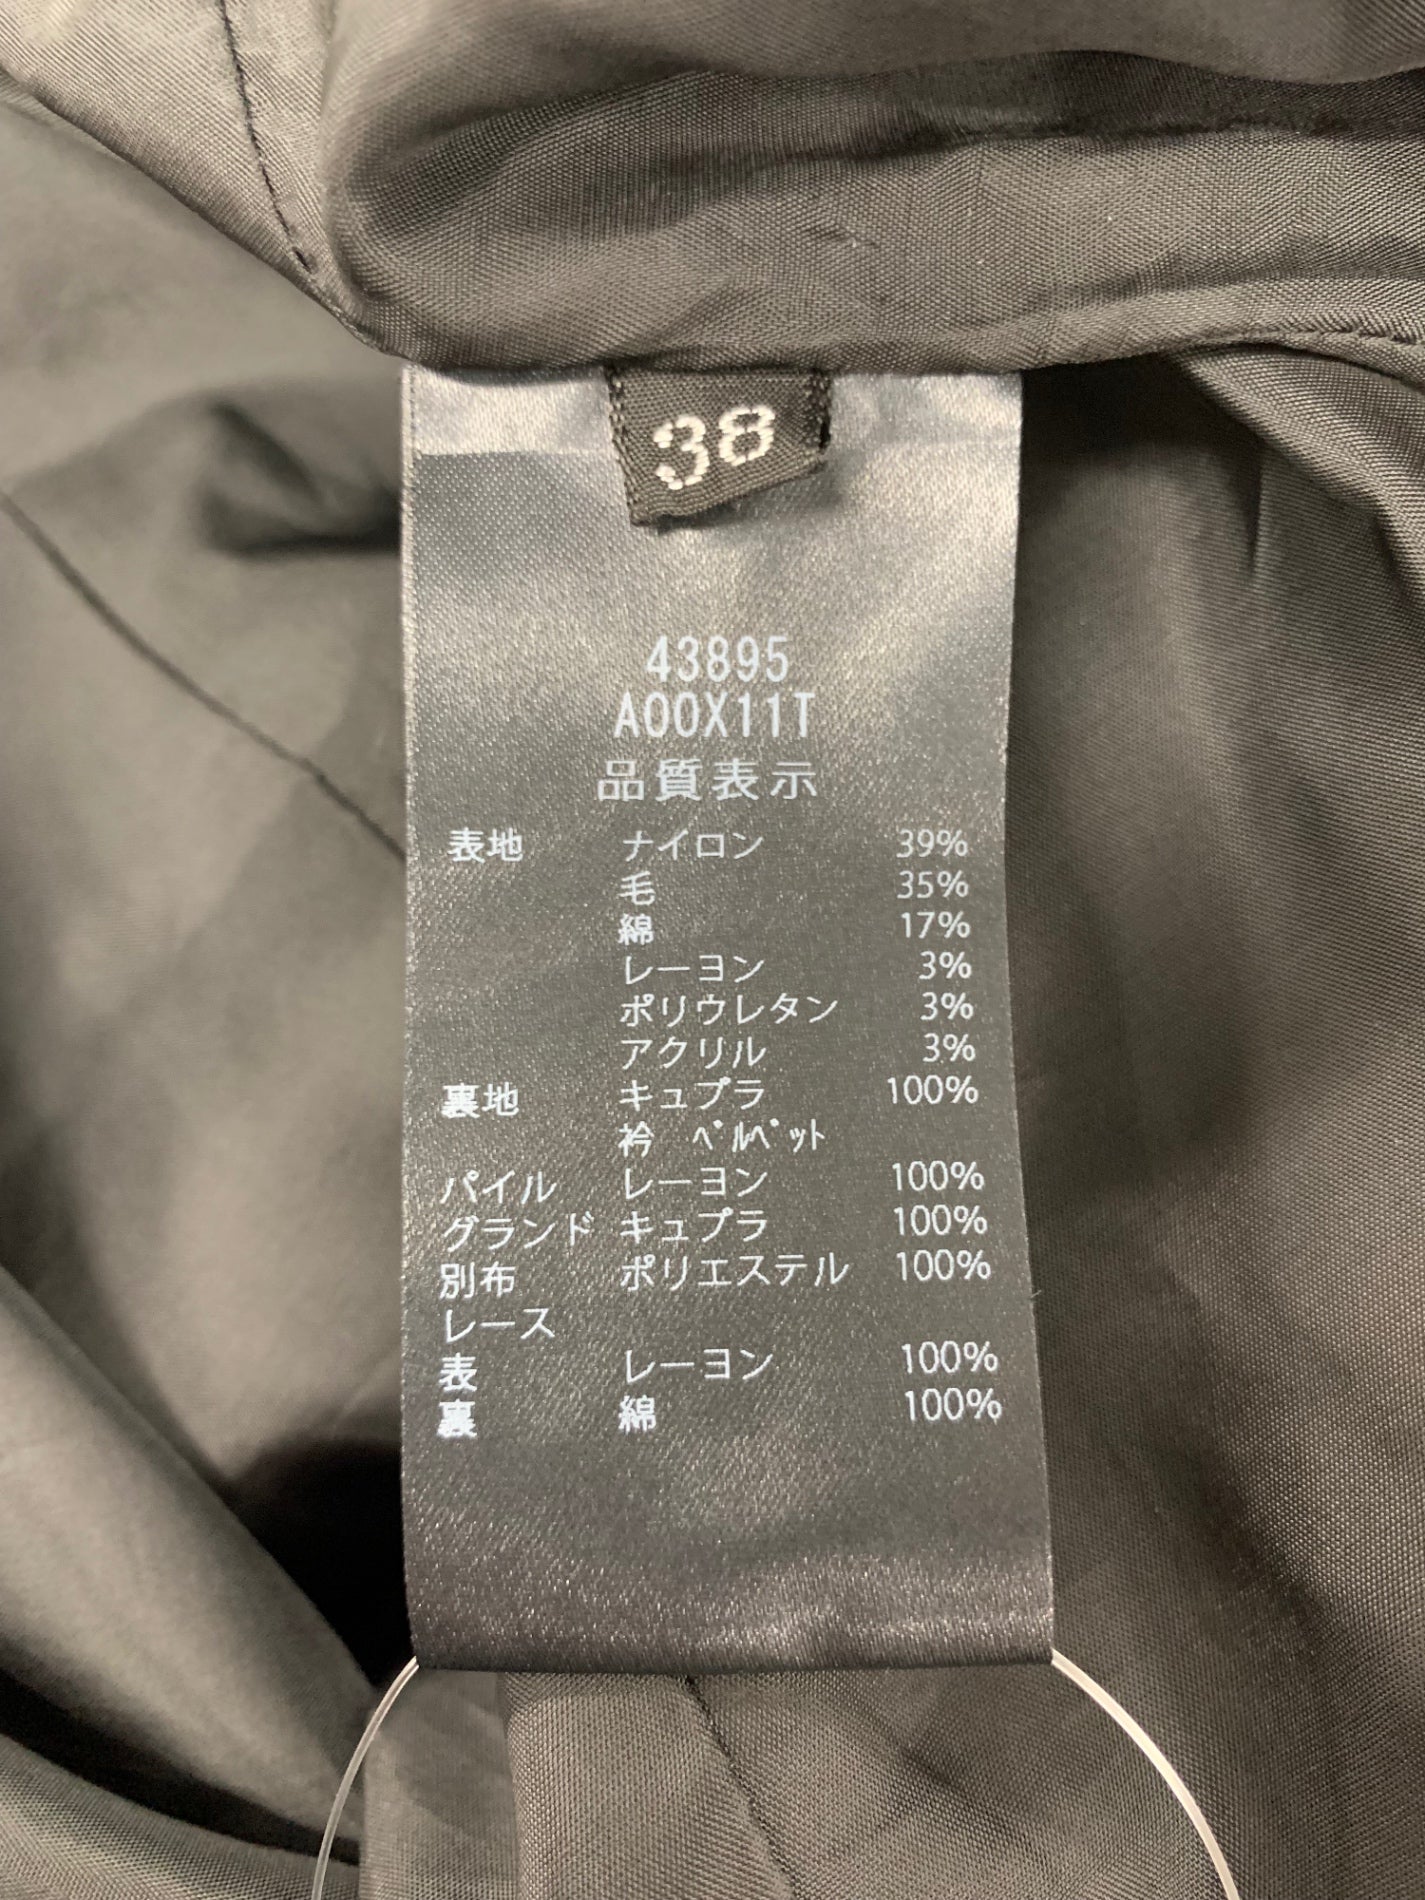 38
43895
A00X11T
品質表示
表地 ナイロン 39%
毛 35%
綿 17%
レーヨン 3%
ポリウレタン 3%
アクリル 3%
裏地 キュプラ 100%
衿 ﾍﾞﾙﾍﾞｯﾄ
パイル レーヨン 100%
グランド キュプラ 100%
別布 ポリエステル 100%
レース
表 レーヨン 100%
裏 綿 100%